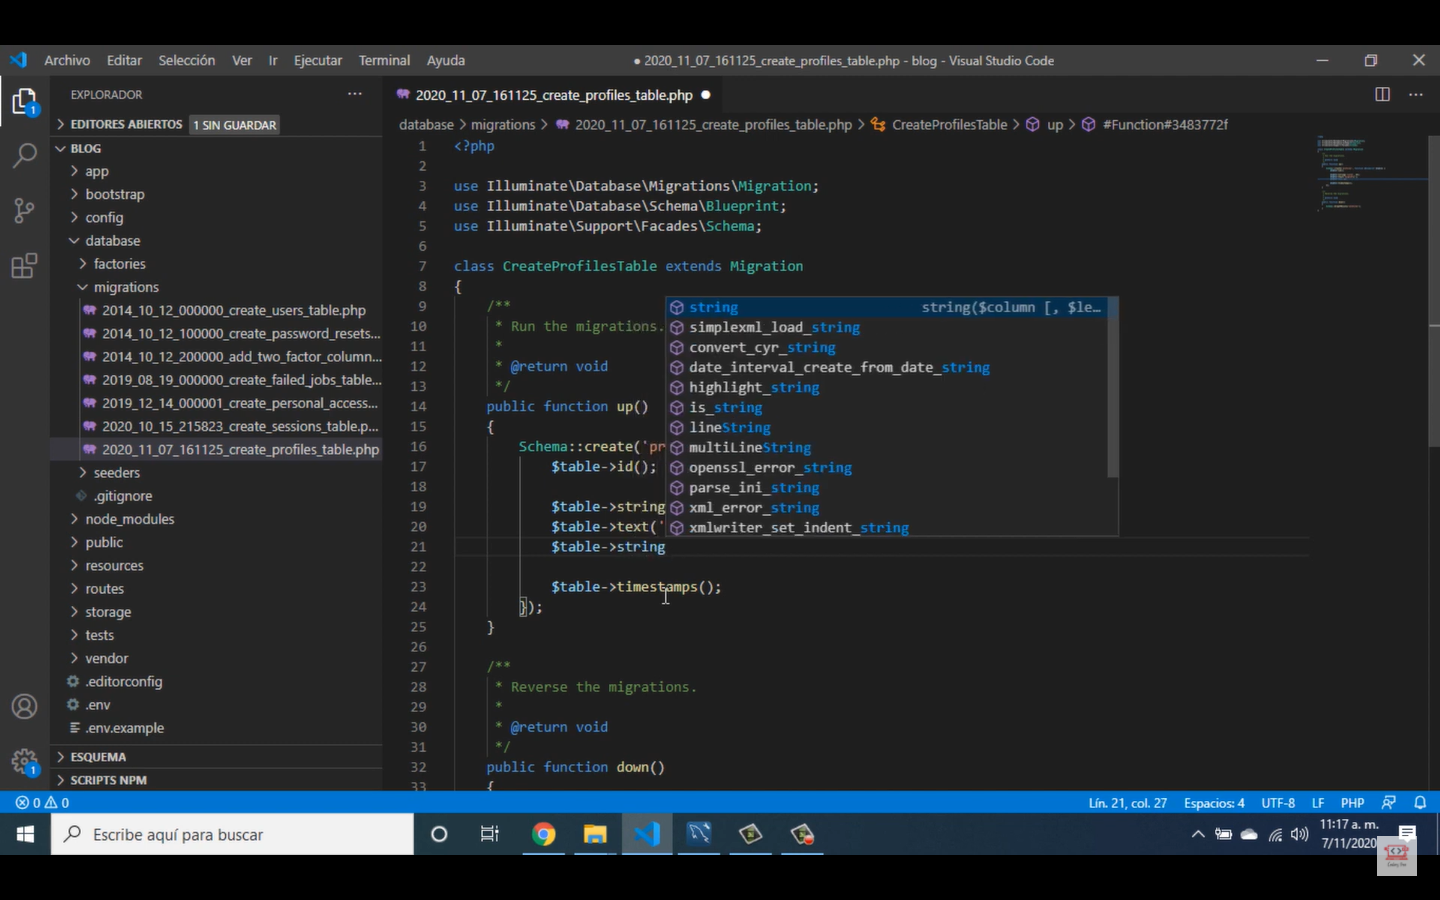 Archivo Editar Selección Ver Ir Ejecutar Terminal Ayuda
● 2020_11_07_161125_create_profiles_table.php - blog - Visual Studio Code
EXPLORADOR
EDITORES ABIERTOS 1 SIN GUARDAR
BLOG
app
bootstrap
config
database
factories
migrations
2014_10_12_000000_create_users_table.php
2014_10_12_100000_create_password_resets...
2014_10_12_200000_add_two_factor_column...
2019_08_19_000000_create_failed_jobs_table...
2019_12_14_000001_create_personal_access...
2020_10_15_215823_create_sessions_table.p...
2020_11_07_161125_create_profiles_table.php
seeders
.gitignore
node_modules
public
resources
routes
storage
tests
vendor
.editorconfig
.env
.env.example
ESQUEMA
SCRIPTS NPM
1
1
2020_11_07_161125_create_profiles_table.php
database > migrations > 2020_11_07_161125_create_profiles_table.php > CreateProfilesTable > up > #Function#3483772f
1 <?php
2
3 use Illuminate\Database\Migrations\Migration;
4 use Illuminate\Database\Schema\Blueprint;
5 use Illuminate\Support\Facades\Schema;
6
7 class CreateProfilesTable extends Migration
8 {
9 /**
10 * Run the migrations.
11 *
12 * @return void
13 */
14 public function up()
15 {
16 Schema::create('pr
17 $table->id();
18
19 $table->string
20 $table->text('
21 $table->string
22
23 $table->timestamps();
24 });
25 }
26
27 /**
28 * Reverse the migrations.
29 *
30 * @return void
31 */
32 public function down()
33 {
string string($column [, $le...
simplexml_load_string
convert_cyr_string
date_interval_create_from_date_string
highlight_string
is_string
lineString
multiLineString
openssl_error_string
parse_ini_string
xml_error_string
xmlwriter_set_indent_string
0 0 Lín. 21, col. 27 Espacios: 4 UTF-8 LF PHP
Escribe aquí para buscar
11:17 a. m.
7/11/2020